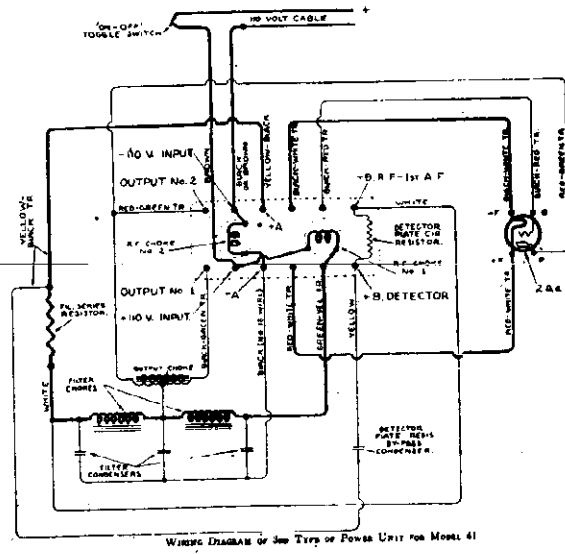 "ON-OFF"
TOGGLE SWITCH
110 VOLT CABLE
+
-
-110 V. INPUT
BROWN
BLACK
OR BROWN
YELLOW-BLACK
BLACK-WHITE TR.
BLACK-RED TR.
BLACK-WHITE TR.
BLACK-RED TR.
RED-GREEN TR.
OUTPUT No. 2
RED-GREEN TR.
+A
+B. R.F.-1ST A.F.
WHITE
YELLOW-
BLACK TR.
R.F. CHOKE
No. 2
DETECTOR
PLATE CIR.
RESISTOR.
R.F. CHOKE
No. 1
-F
+F
P
OUTPUT No. 1
-A
+B. DETECTOR
+110 V. INPUT
FIL. SERIES
RESISTOR.
BLACK-GREEN TR.
RED-WHITE TR.
GREEN-YEL. TR.
YELLOW
RED-WHITE TR.
OUTPUT CHOKE
FILTER
CHOKES
WHITE
DETECTOR
PLATE RESIS.
BY-PASS
CONDENSER.
FILTER
CONDENSERS
WIRING DIAGRAM OF 3RD TYPE OF POWER UNIT FOR MODEL 41